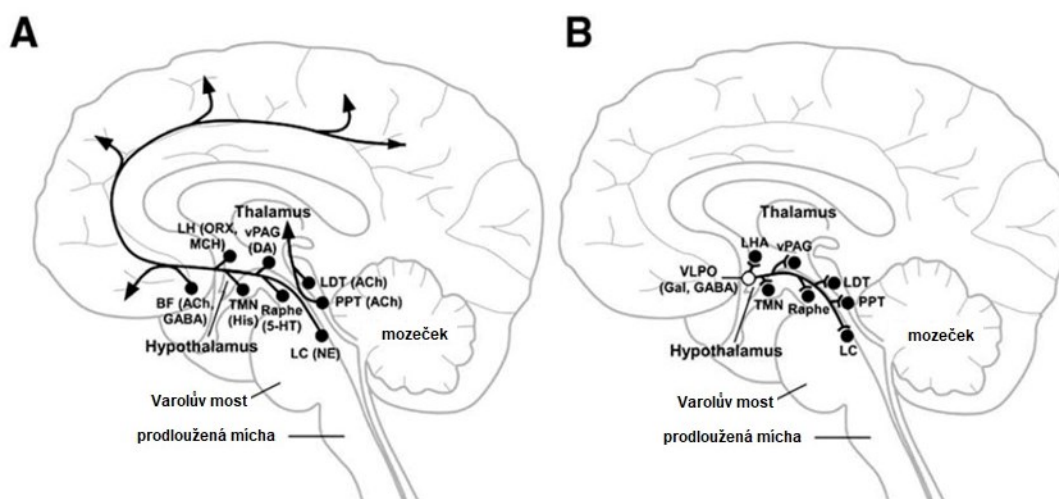 A
Thalamus
LH (ORX,
MCH)
vPAG
(DA)
LDT (ACh)
PPT (ACh)
BF (ACh,
GABA)
TMN
(His)
Raphe
(5-HT)
LC (NE)
Hypothalamus
mozeček
Varolův most
prodloužená mícha
B
Thalamus
LHA
vPAG
VLPO
(Gal, GABA)
LDT
PPT
TMN
Raphe
LC
Hypothalamus
mozeček
Varolův most
prodloužená mícha